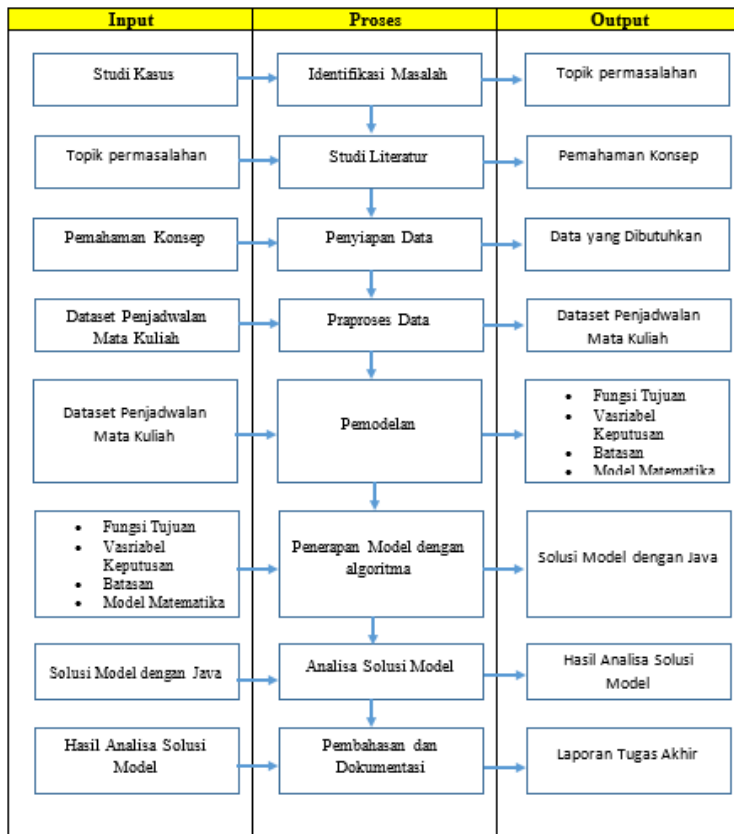 Input Proses Output
Studi Kasus
Identifikasi Masalah
Topik permasalahan
Topik permasalahan
Studi Literatur
Pemahaman Konsep
Pemahaman Konsep
Penyiapan Data
Data yang Dibutuhkan
Dataset Penjadwalan
Mata Kuliah
Praproses Data
Dataset Penjadwalan
Mata Kuliah
Dataset Penjadwalan
Mata Kuliah
Pemodelan
• Fungsi Tujuan
• Vasriabel
Keputusan
• Batasan
• Model Matematika
• Fungsi Tujuan
• Vasriabel
Keputusan
• Batasan
• Model Matematika
Penerapan Model dengan
algoritma
Solusi Model dengan Java
Solusi Model dengan Java
Analisa Solusi Model
Hasil Analisa Solusi
Model
Hasil Analisa Solusi
Model
Pembahasan dan
Dokumentasi
Laporan Tugas Akhir